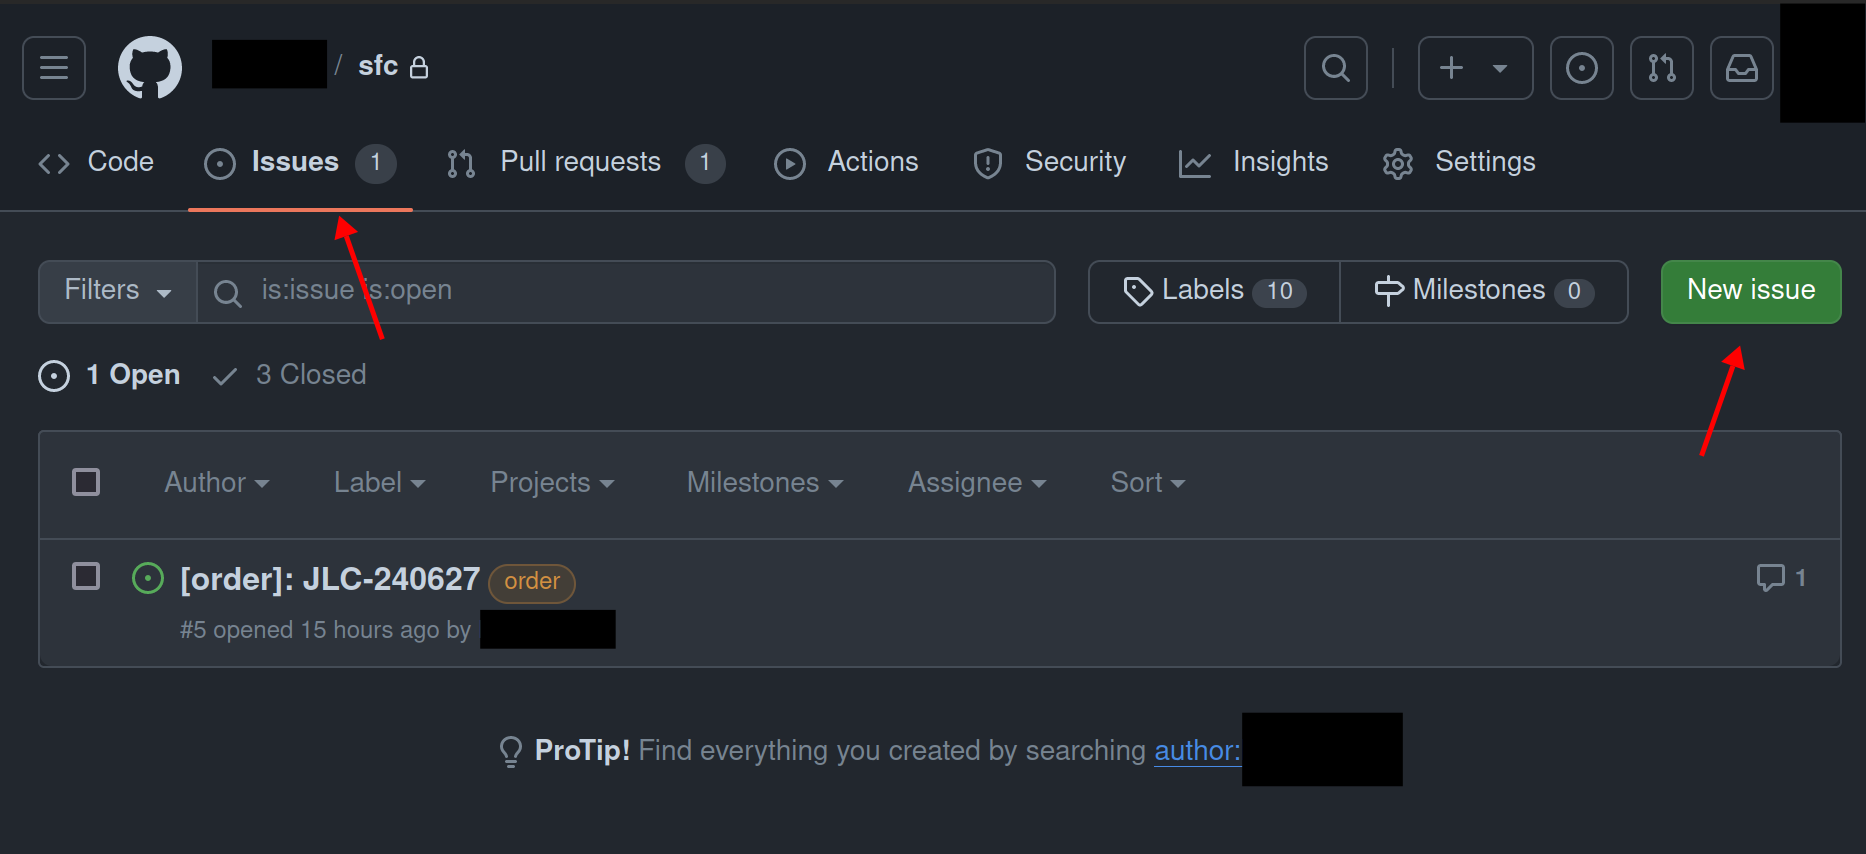 / sfc
Code Issues 1 Pull requests 1 Actions Security Insights Settings
Filters is:issue is:open Labels 10 Milestones 0 New issue
1 Open 3 Closed
Author Label Projects Milestones Assignee Sort
[order]: JLC-240627 order 1
#5 opened 15 hours ago by
ProTip! Find everything you created by searching author: